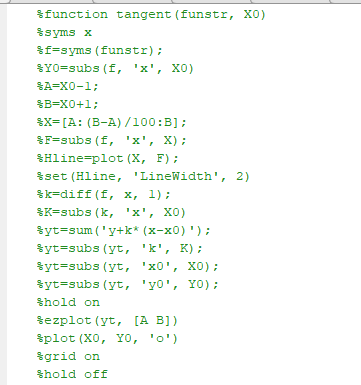 %function tangent(funstr, X0)
%syms x
%f=syms(funstr);
%Y0=subs(f, 'x', X0)
%A=X0-1;
%B=X0+1;
%X=[A:(B-A)/100:B];
%F=subs(f, 'x', X);
%Hline=plot(X, F);
%set(Hline, 'LineWidth', 2)
%k=diff(f, x, 1);
%K=subs(k, 'x', X0)
%yt=sum('y+k*(x-x0)');
%yt=subs(yt, 'k', K);
%yt=subs(yt, 'x0', X0);
%yt=subs(yt, 'y0', Y0);
%hold on
%ezplot(yt, [A B])
%plot(X0, Y0, 'o')
%grid on
%hold off